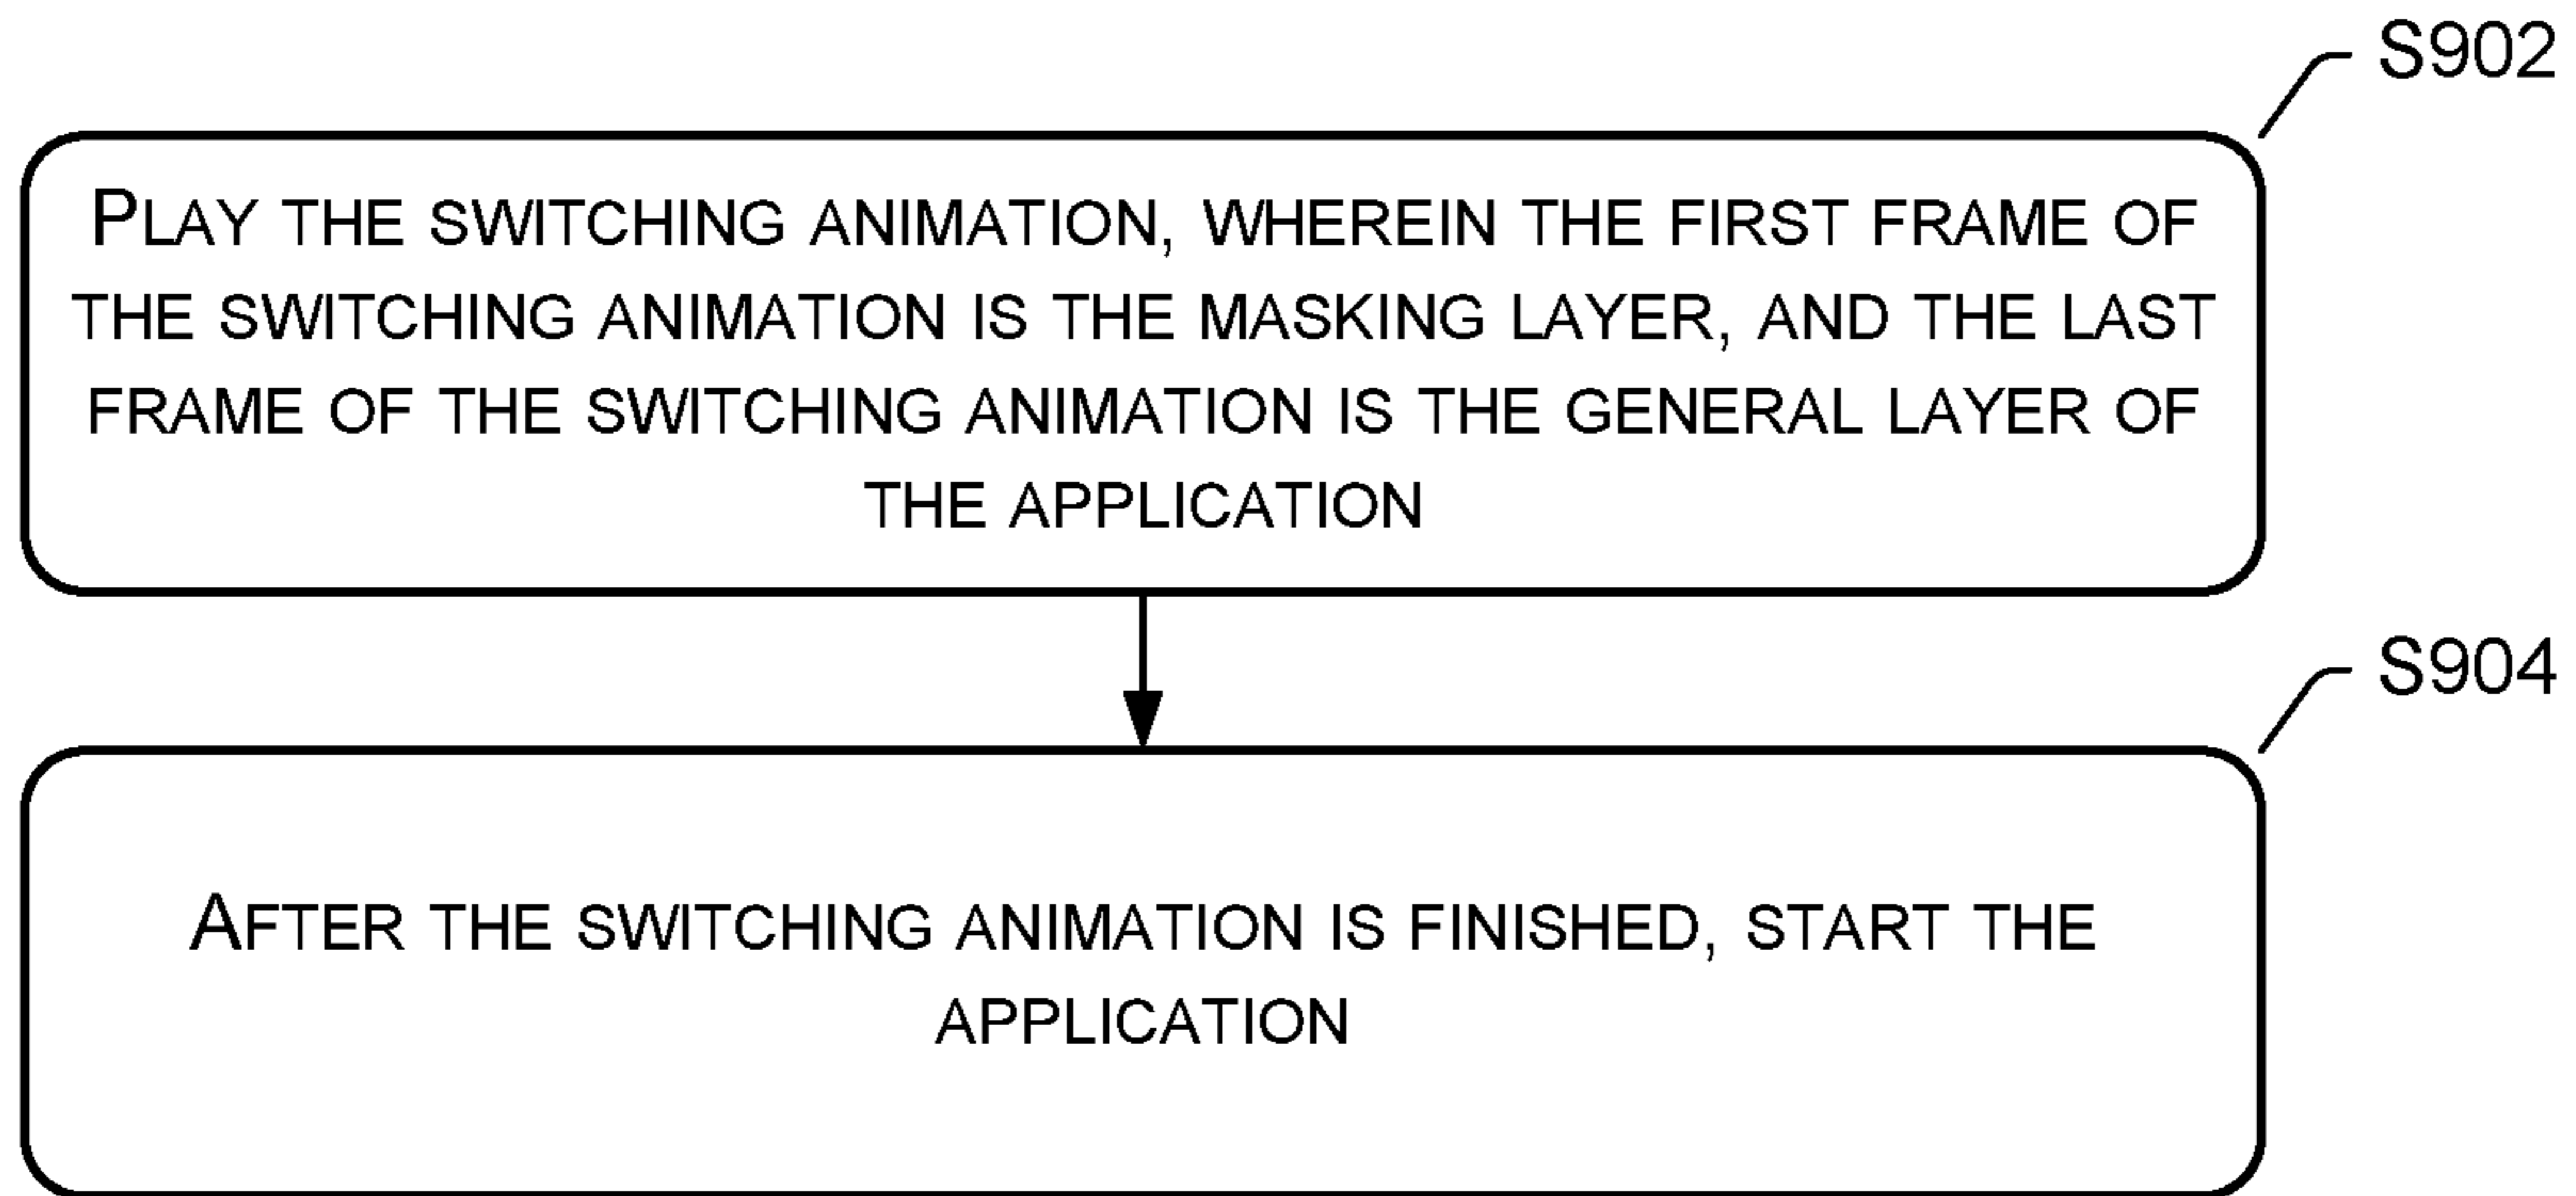 S902
PLAY THE SWITCHING ANIMATION, WHEREIN THE FIRST FRAME OF
THE SWITCHING ANIMATION IS THE MASKING LAYER, AND THE LAST
FRAME OF THE SWITCHING ANIMATION IS THE GENERAL LAYER OF
THE APPLICATION
S904
AFTER THE SWITCHING ANIMATION IS FINISHED, START THE
APPLICATION